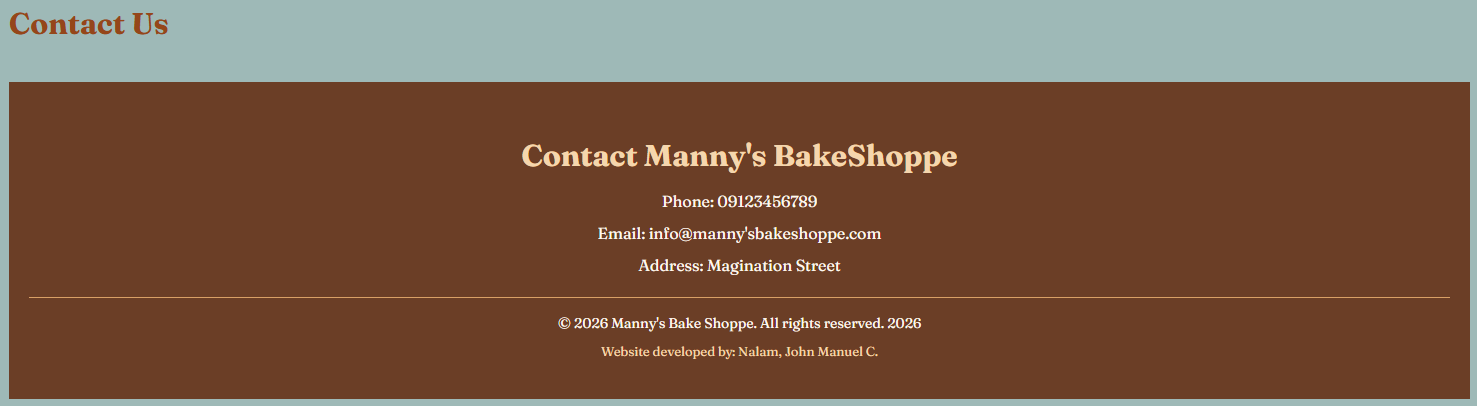 Contact Us
Contact Manny's BakeShoppe
Phone: 09123456789
Email: info@manny'sbakeshoppe.com
Address: Magination Street
© 2026 Manny's Bake Shoppe. All rights reserved. 2026
Website developed by: Nalam, John Manuel C.